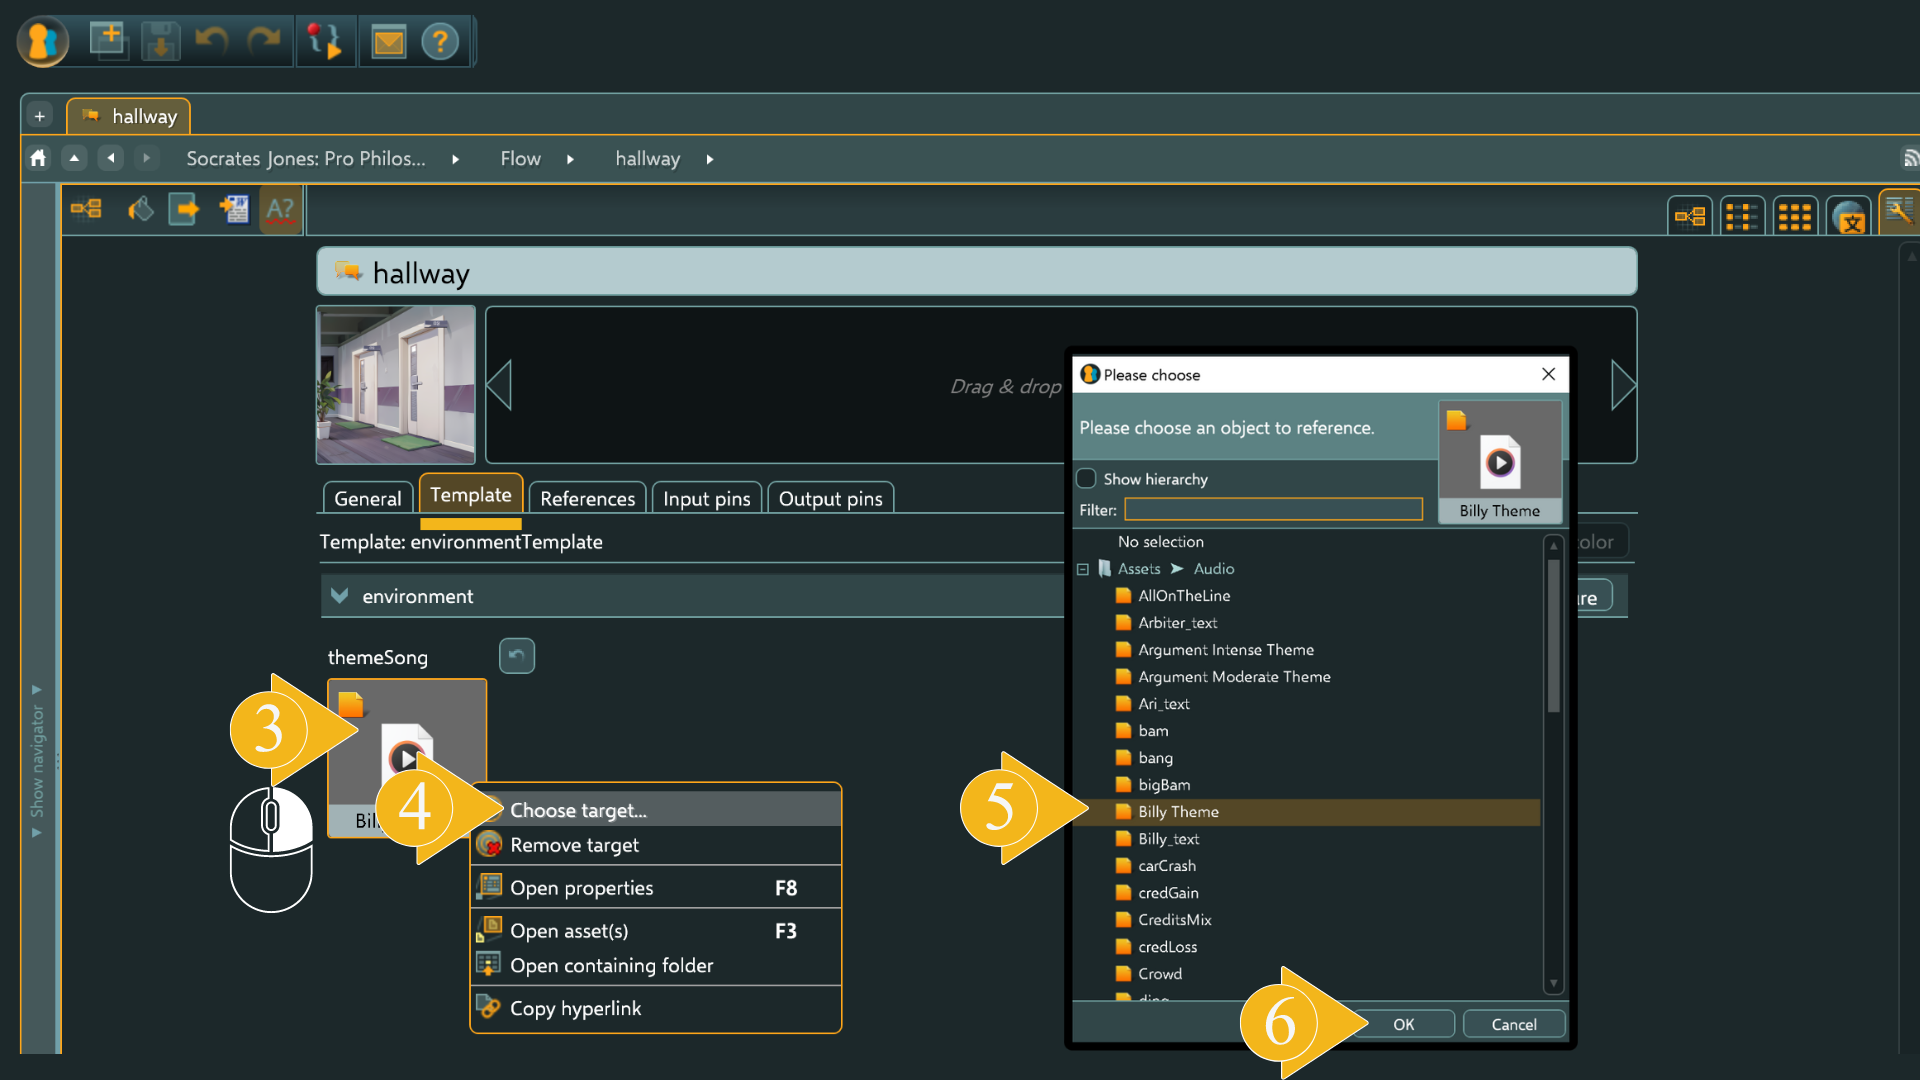 hallway
Socrates Jones: Pro Philos...
Flow
hallway
A?
hallway
Drag & drop
General
Template
References
Input pins
Output pins
Template: environmentTemplate
environment
themeSong
Show navigator
3
4
Choose target...
Remove target
Open properties F8
Open asset(s) F3
Open containing folder
Copy hyperlink
Please choose
Please choose an object to reference.
Show hierarchy
Filter:
Billy Theme
No selection
Assets ➤ Audio
AllOnTheLine
Arbiter_text
Argument Intense Theme
Argument Moderate Theme
Ari_text
bam
bang
bigBam
5
Billy Theme
Billy_text
carCrash
credGain
CreditsMix
credLoss
Crowd
6
OK
Cancel